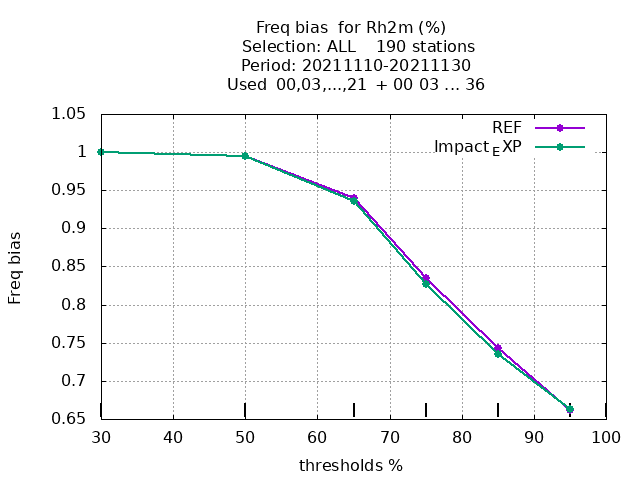 Freq bias  for Rh2m (%)
Selection: ALL    190 stations
Period: 20211110-20211130
Used  00,03,...,21  + 00 03 ... 36
REF
Impact_EXP
1.05
1
0.95
0.9
0.85
0.8
0.75
0.7
0.65
Freq bias
30 40 50 60 70 80 90 100
thresholds %